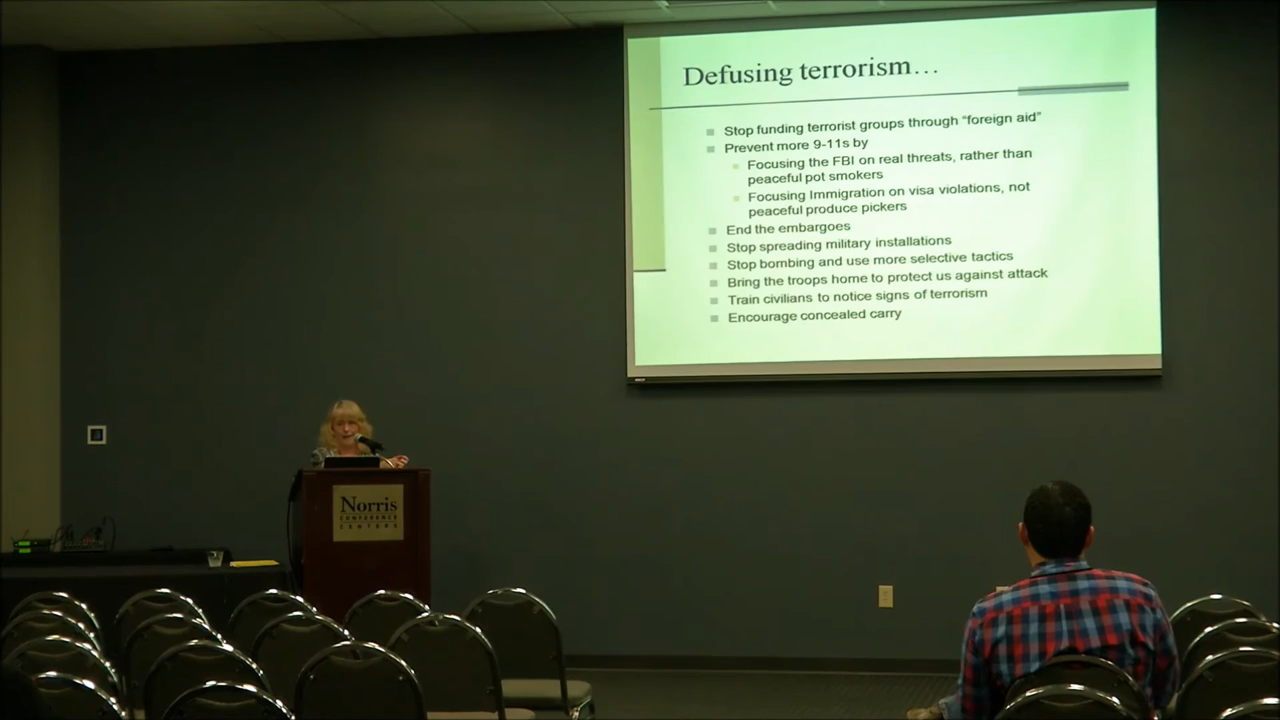 Defusing terrorism…
Stop funding terrorist groups through “foreign aid”
Prevent more 9-11s by
Focusing the FBI on real threats, rather than
peaceful pot smokers
Focusing Immigration on visa violations, not
peaceful produce pickers
End the embargoes
Stop spreading military installations
Stop bombing and use more selective tactics
Bring the troops home to protect us against attack
Train civilians to notice signs of terrorism
Encourage concealed carry
Norris
CONFERENCE
CENTERS